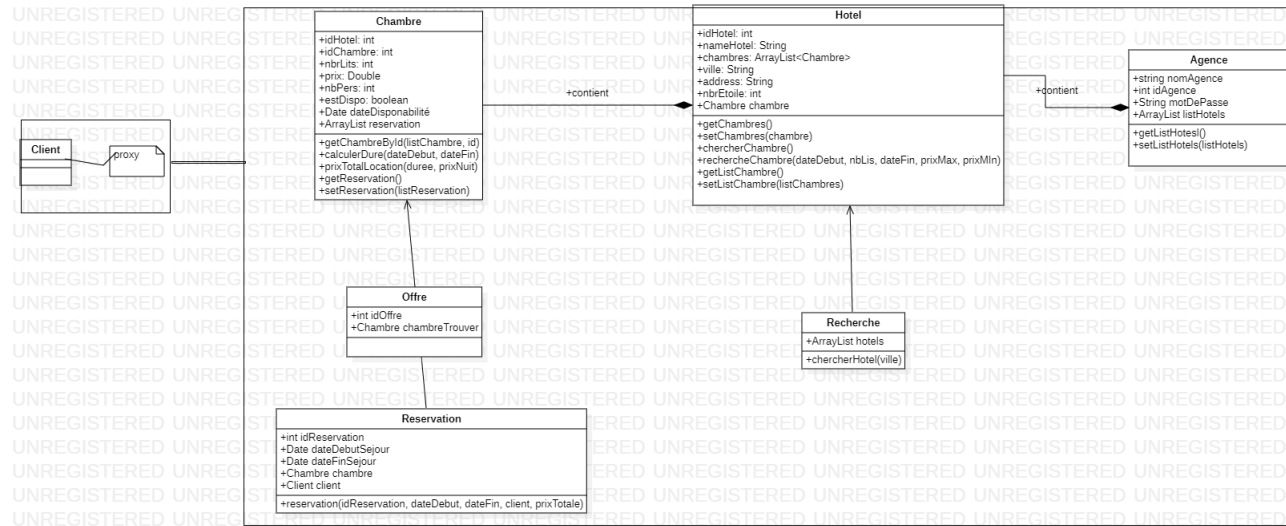 Client
proxy
Chambre
+idHotel: int
+idChambre: int
+nbrLits: int
+prix: Double
+nbPers: int
+estDispo: boolean
+Date dateDisponabilité
+ArrayList reservation
+getChambreById(listChambre, id)
+calculerDure(dateDebut, dateFin)
+prixTotalLocation(duree, prixNuit)
+getReservation()
+setReservation(listReservation)
+contient
Hotel
+idHotel: int
+nameHotel: String
+chambres: ArrayList<Chambre>
+ville: String
+address: String
+nbrEtoile: int
+Chambre chambre
+getChambres()
+setChambres(chambre)
+chercherChambre()
+rechercheChambre(dateDebut, nbLis, dateFin, prixMax, prixMIn)
+getListChambre()
+setListChambre(listChambres)
+contient
Agence
+string nomAgence
+int idAgence
+String motDePasse
+ArrayList listHotels
+getListHotesl()
+setListHotels(listHotels)
Offre
+int idOffre
+Chambre chambreTrouver
Recherche
+ArrayList hotels
+chercherHotel(ville)
Reservation
+int idReservation
+Date dateDebutSejour
+Date dateFinSejour
+Chambre chambre
+Client client
+reservation(idReservation, dateDebut, dateFin, client, prixTotale)
UNREGISTERED